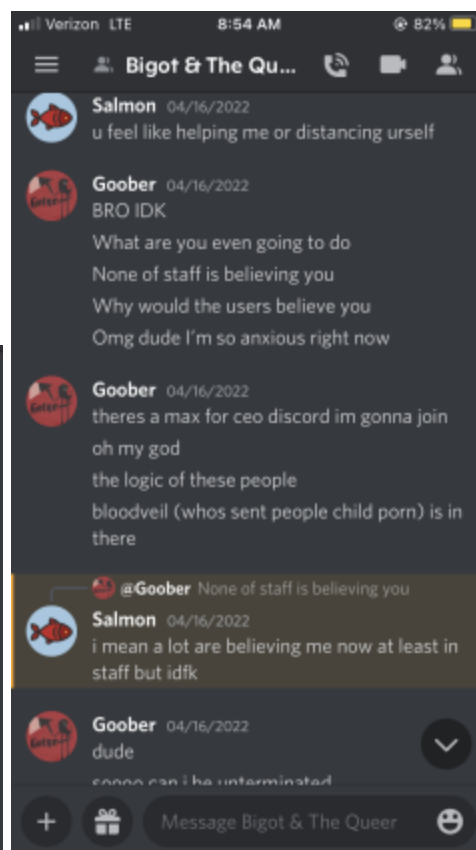 Verizon LTE 8:54 AM 82%
Bigot & The Qu...
Salmon 04/16/2022
u feel like helping me or distancing urself
Goober 04/16/2022
BRO IDK
What are you even going to do
None of staff is believing you
Why would the users believe you
Omg dude I'm so anxious right now
Goober 04/16/2022
theres a max for ceo discord im gonna join
oh my god
the logic of these people
bloodveil (whos sent people child porn) is in
there
@Goober None of staff is believing you
Salmon 04/16/2022
i mean a lot are believing me now at least in
staff but idfk
Goober 04/16/2022
dude
soooo can i be unterminated
Message Bigot & The Queer